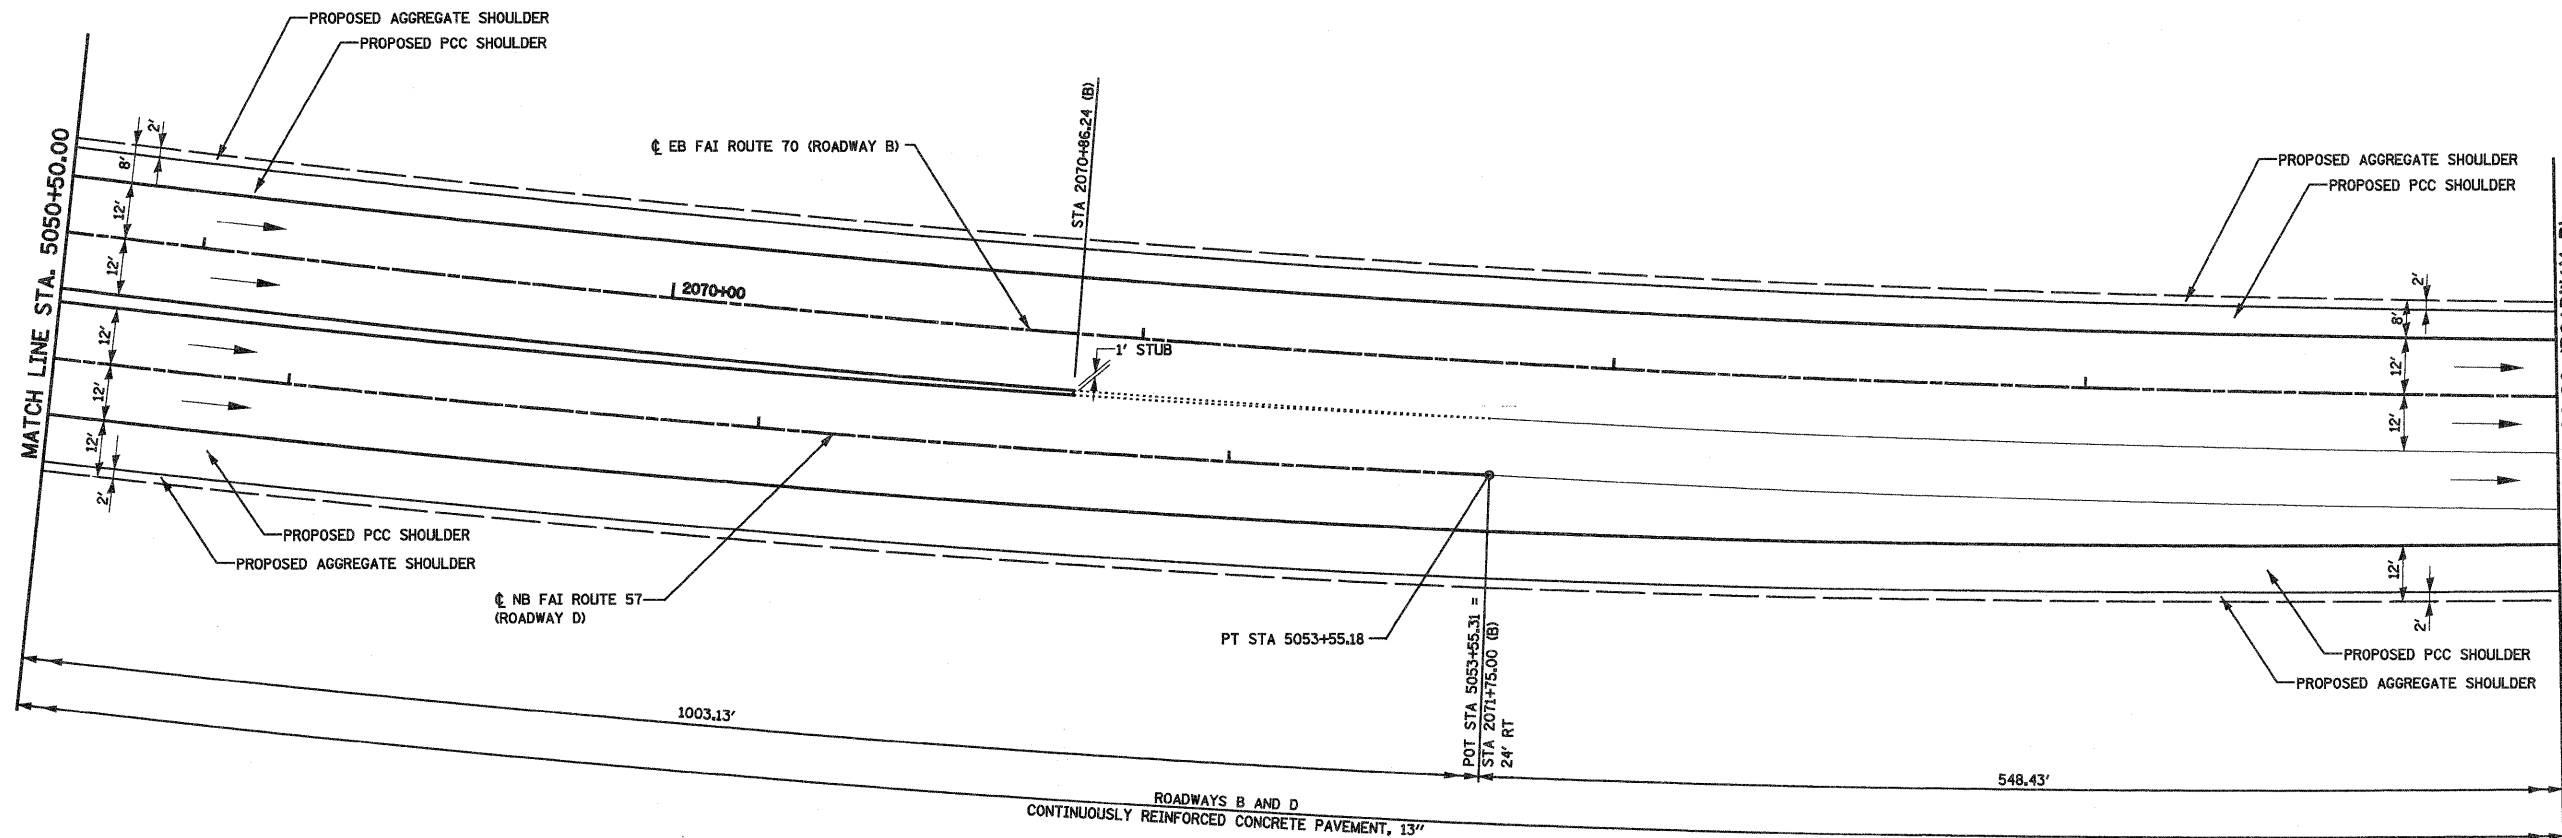 PROPOSED AGGREGATE SHOULDER
PROPOSED PCC SHOULDER
MATCH LINE STA. 5050+50.00
2'
8'
12'
12'
12'
12'
12'
2'
℄ EB FAI ROUTE 70 (ROADWAY B)
STA 2070+86.24 (B)
2070+00
1' STUB
PROPOSED AGGREGATE SHOULDER
PROPOSED PCC SHOULDER
2'
8'
12'
12'
12'
2'
PROPOSED PCC SHOULDER
PROPOSED AGGREGATE SHOULDER
℄ NB FAI ROUTE 57
(ROADWAY D)
PT STA 5053+55.18
POT STA 5053+55.31 =
STA 2071+75.00 (B)
24' RT
PROPOSED PCC SHOULDER
PROPOSED AGGREGATE SHOULDER
1003.13'
548.43'
ROADWAYS B AND D
CONTINUOUSLY REINFORCED CONCRETE PAVEMENT, 13"